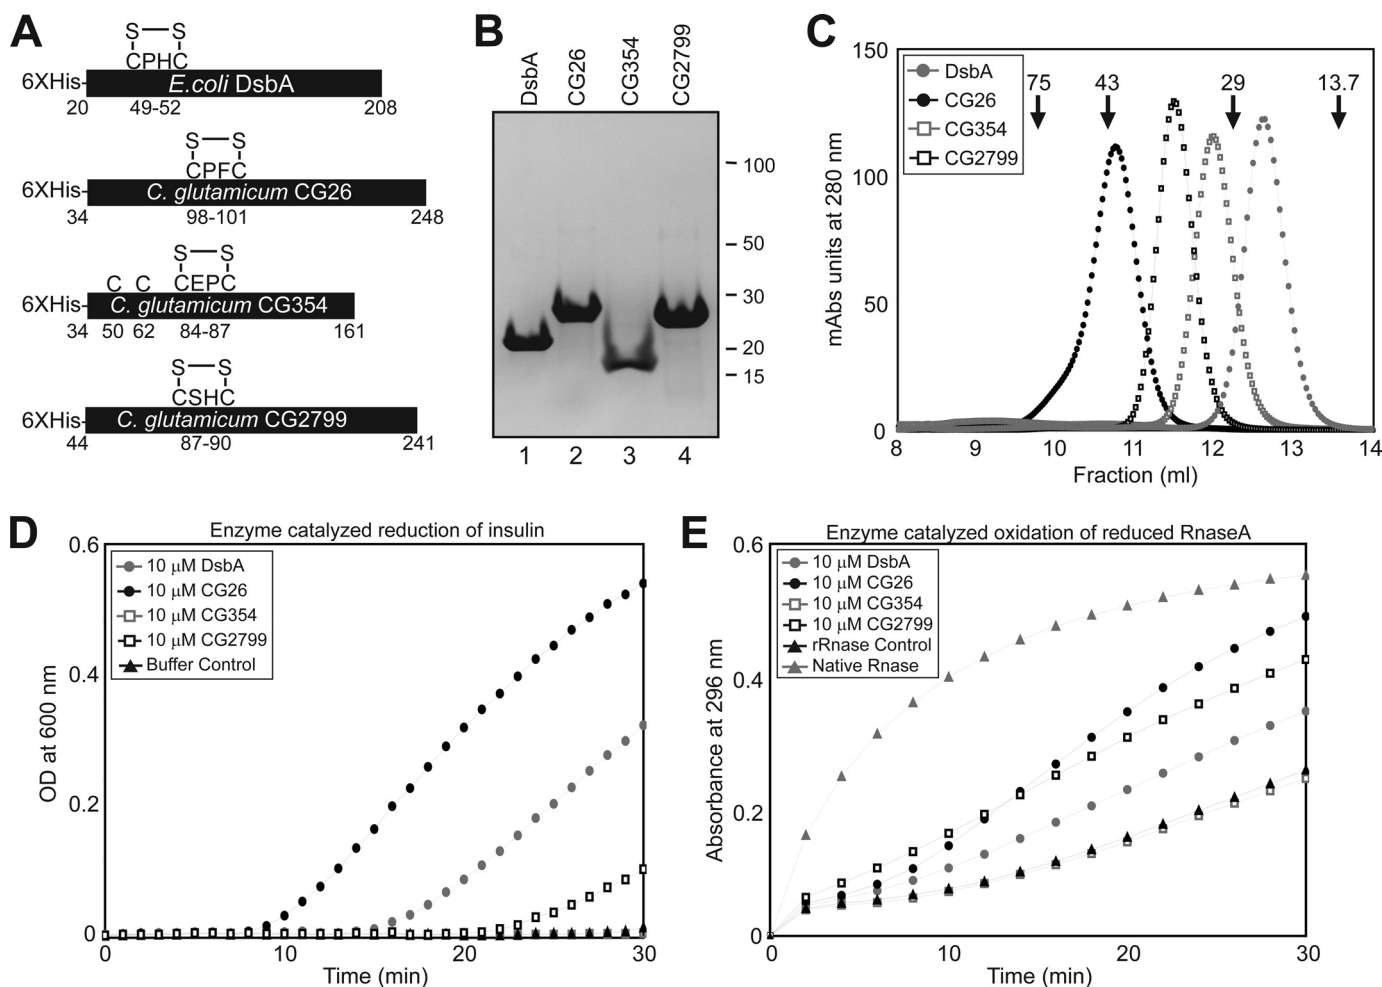 A
S — S
CPHC
6XHis- E.coli DsbA
20 49-52 208
S — S
CPFC
6XHis- C. glutamicum CG26
34 98-101 248
S — S
C C CEPC
6XHis- C. glutamicum CG354
34 50 62 84-87 161
S — S
CSHC
6XHis- C. glutamicum CG2799
44 87-90 241
B
DsbA
CG26
CG354
CG2799
100
50
30
20
15
1 2 3 4
C
150
100
50
0
mAbs units at 280 nm
DsbA
CG26
CG354
CG2799
75 43 29 13.7
8 9 10 11 12 13 14
Fraction (ml)
D
Enzyme catalyzed reduction of insulin
0.6
0.4
0.2
0
OD at 600 nm
10 µM DsbA
10 µM CG26
10 µM CG354
10 µM CG2799
Buffer Control
0 10 20 30
Time (min)
E
Enzyme catalyzed oxidation of reduced RnaseA
0.6
0.4
0.2
0
Absorbance at 296 nm
10 µM DsbA
10 µM CG26
10 µM CG354
10 µM CG2799
rRnase Control
Native Rnase
0 10 20 30
Time (min)